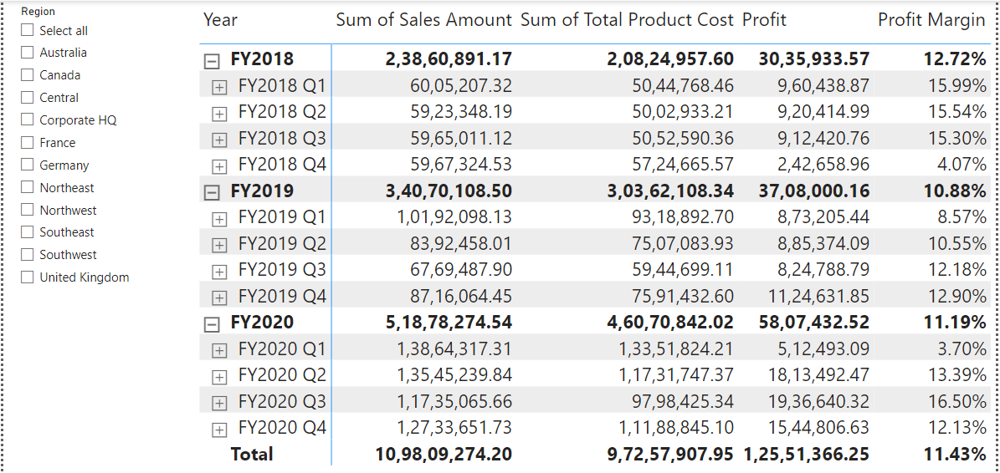 Region
Select all
Australia
Canada
Central
Corporate HQ
France
Germany
Northeast
Northwest
Southeast
Southwest
United Kingdom
Year Sum of Sales Amount Sum of Total Product Cost Profit Profit Margin
FY2018 2,38,60,891.17 2,08,24,957.60 30,35,933.57 12.72%
FY2018 Q1 60,05,207.32 50,44,768.46 9,60,438.87 15.99%
FY2018 Q2 59,23,348.19 50,02,933.21 9,20,414.99 15.54%
FY2018 Q3 59,65,011.12 50,52,590.36 9,12,420.76 15.30%
FY2018 Q4 59,67,324.53 57,24,665.57 2,42,658.96 4.07%
FY2019 3,40,70,108.50 3,03,62,108.34 37,08,000.16 10.88%
FY2019 Q1 1,01,92,098.13 93,18,892.70 8,73,205.44 8.57%
FY2019 Q2 83,92,458.01 75,07,083.93 8,85,374.09 10.55%
FY2019 Q3 67,69,487.90 59,44,699.11 8,24,788.79 12.18%
FY2019 Q4 87,16,064.45 75,91,432.60 11,24,631.85 12.90%
FY2020 5,18,78,274.54 4,60,70,842.02 58,07,432.52 11.19%
FY2020 Q1 1,38,64,317.31 1,33,51,824.21 5,12,493.09 3.70%
FY2020 Q2 1,35,45,239.84 1,17,31,747.37 18,13,492.47 13.39%
FY2020 Q3 1,17,35,065.66 97,98,425.34 19,36,640.32 16.50%
FY2020 Q4 1,27,33,651.73 1,11,88,845.10 15,44,806.63 12.13%
Total 10,98,09,274.20 9,72,57,907.95 1,25,51,366.25 11.43%